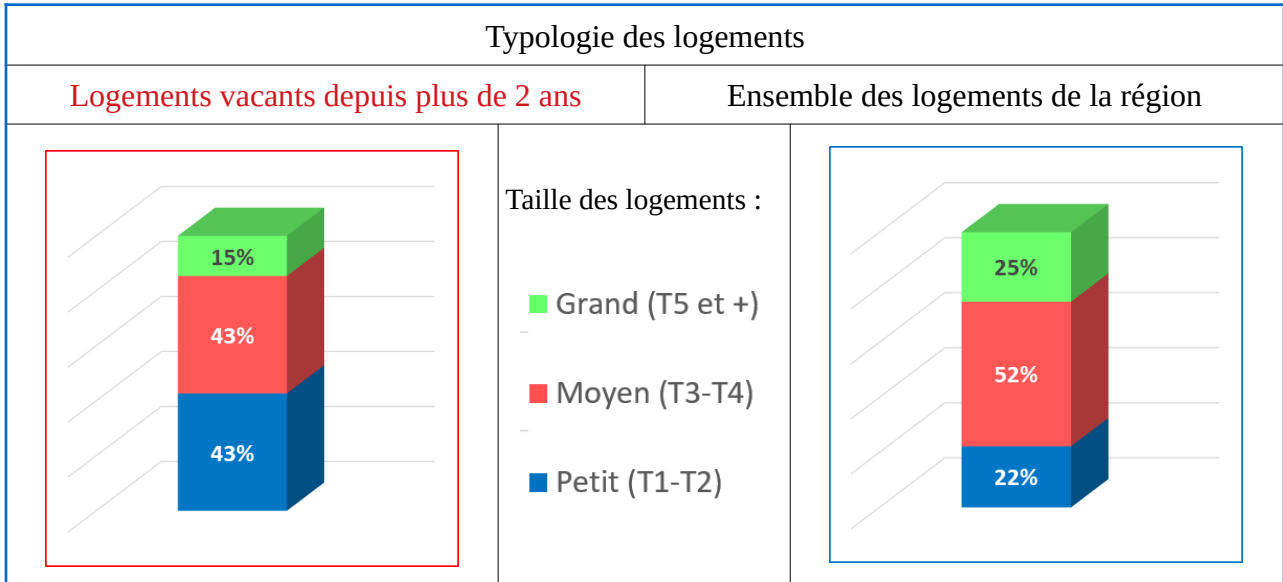 Typologie des logements
Logements vacants depuis plus de 2 ans
Ensemble des logements de la région
15%
43%
43%
Taille des logements :
Grand (T5 et +)
Moyen (T3-T4)
Petit (T1-T2)
25%
52%
22%